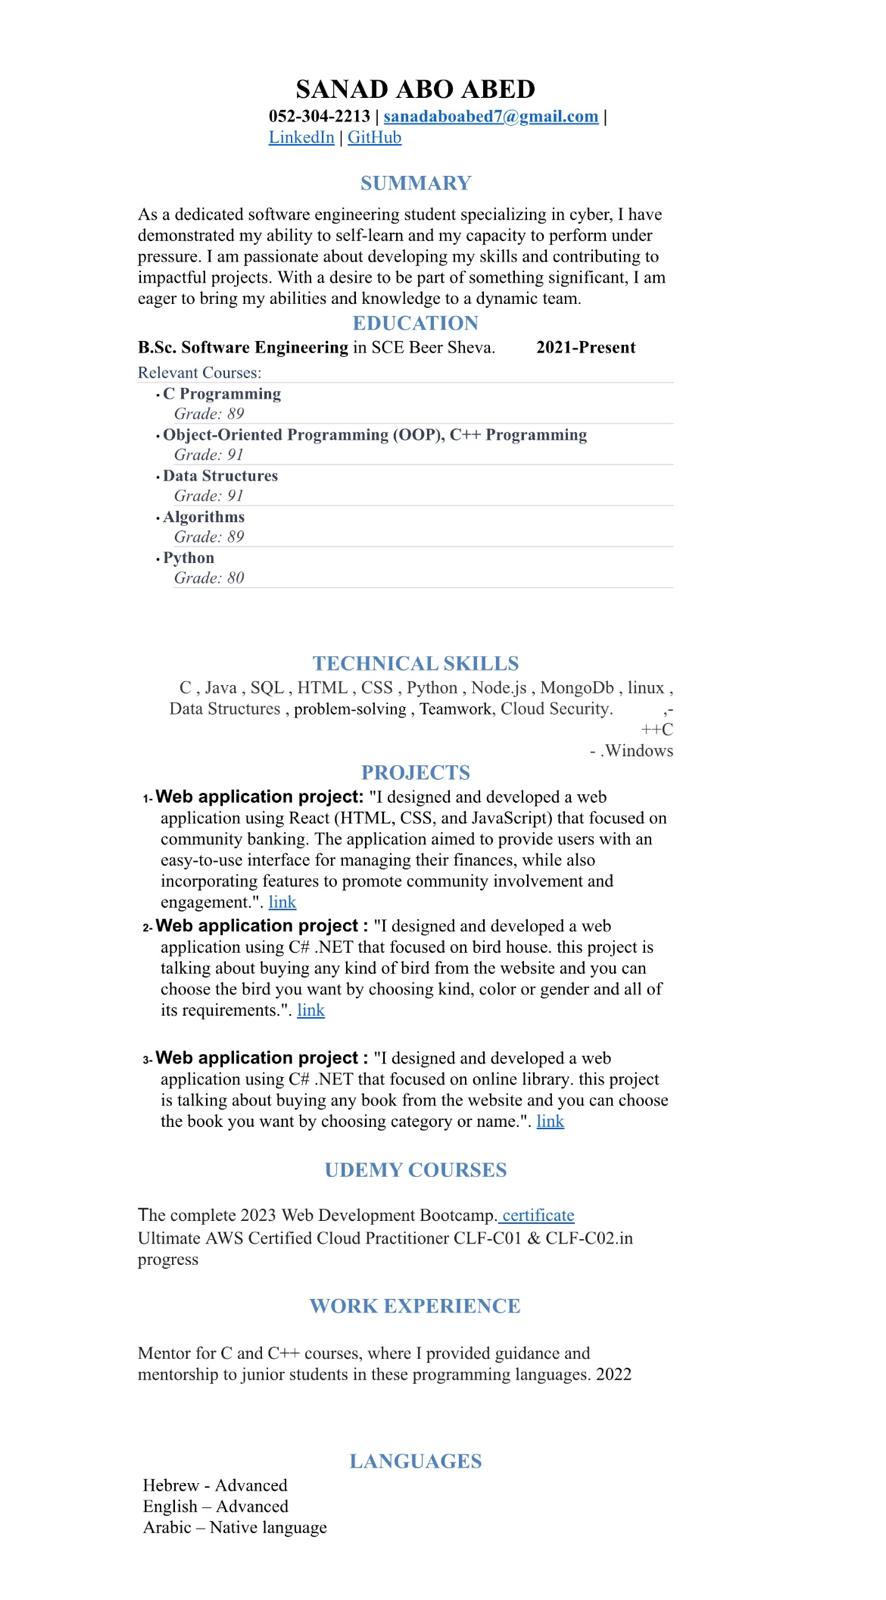 SANAD ABO ABED
052-304-2213 | sanadaboabed7@gmail.com |
LinkedIn | GitHub
SUMMARY
As a dedicated software engineering student specializing in cyber, I have
demonstrated my ability to self-learn and my capacity to perform under
pressure. I am passionate about developing my skills and contributing to
impactful projects. With a desire to be part of something significant, I am
eager to bring my abilities and knowledge to a dynamic team.
EDUCATION
B.Sc. Software Engineering in SCE Beer Sheva. 2021-Present
Relevant Courses:
• C Programming
Grade: 89
• Object-Oriented Programming (OOP), C++ Programming
Grade: 91
• Data Structures
Grade: 91
• Algorithms
Grade: 89
• Python
Grade: 80
TECHNICAL SKILLS
C , Java , SQL , HTML , CSS , Python , Node.js , MongoDb , linux ,
Data Structures , problem-solving , Teamwork, Cloud Security. ,-
++C
- .Windows
PROJECTS
1- Web application project: "I designed and developed a web
application using React (HTML, CSS, and JavaScript) that focused on
community banking. The application aimed to provide users with an
easy-to-use interface for managing their finances, while also
incorporating features to promote community involvement and
engagement.". link
2- Web application project : "I designed and developed a web
application using C# .NET that focused on bird house. this project is
talking about buying any kind of bird from the website and you can
choose the bird you want by choosing kind, color or gender and all of
its requirements.". link
3- Web application project : "I designed and developed a web
application using C# .NET that focused on online library. this project
is talking about buying any book from the website and you can choose
the book you want by choosing category or name.". link
UDEMY COURSES
The complete 2023 Web Development Bootcamp. certificate
Ultimate AWS Certified Cloud Practitioner CLF-C01 & CLF-C02.in
progress
WORK EXPERIENCE
Mentor for C and C++ courses, where I provided guidance and
mentorship to junior students in these programming languages. 2022
LANGUAGES
Hebrew - Advanced
English – Advanced
Arabic – Native language